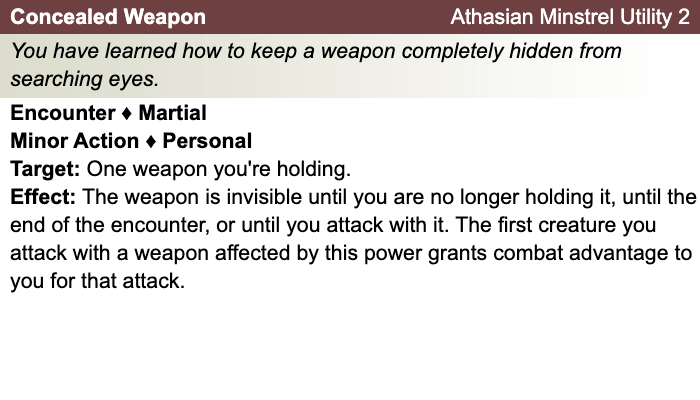 Concealed Weapon Athasian Minstrel Utility 2
You have learned how to keep a weapon completely hidden from
searching eyes.
Encounter ♦ Martial
Minor Action ♦ Personal
Target: One weapon you're holding.
Effect: The weapon is invisible until you are no longer holding it, until the
end of the encounter, or until you attack with it. The first creature you
attack with a weapon affected by this power grants combat advantage to
you for that attack.